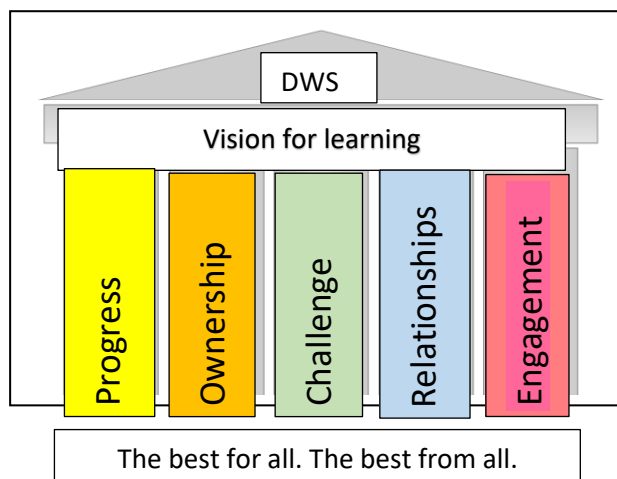 DWS
Vision for learning
Progress
Ownership
Challenge
Relationships
Engagement
The best for all. The best from all.